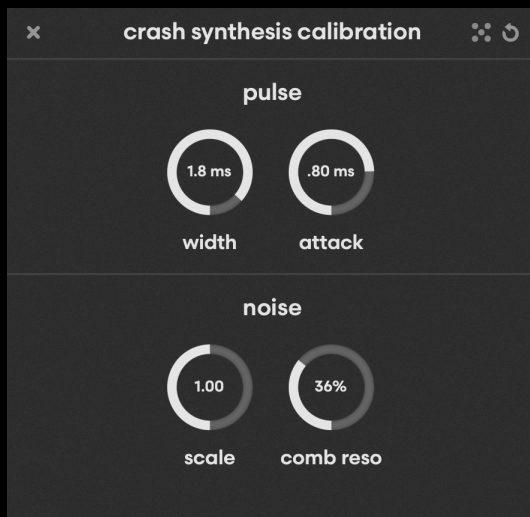 crash synthesis calibration
pulse
1.8 ms .80 ms
width attack
noise
1.00 36%
scale comb reso